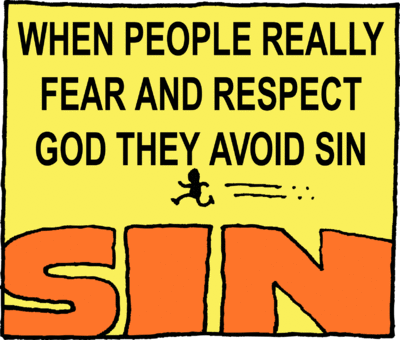 WHEN PEOPLE REALLY
FEAR AND RESPECT
GOD THEY AVOID SIN
SIN